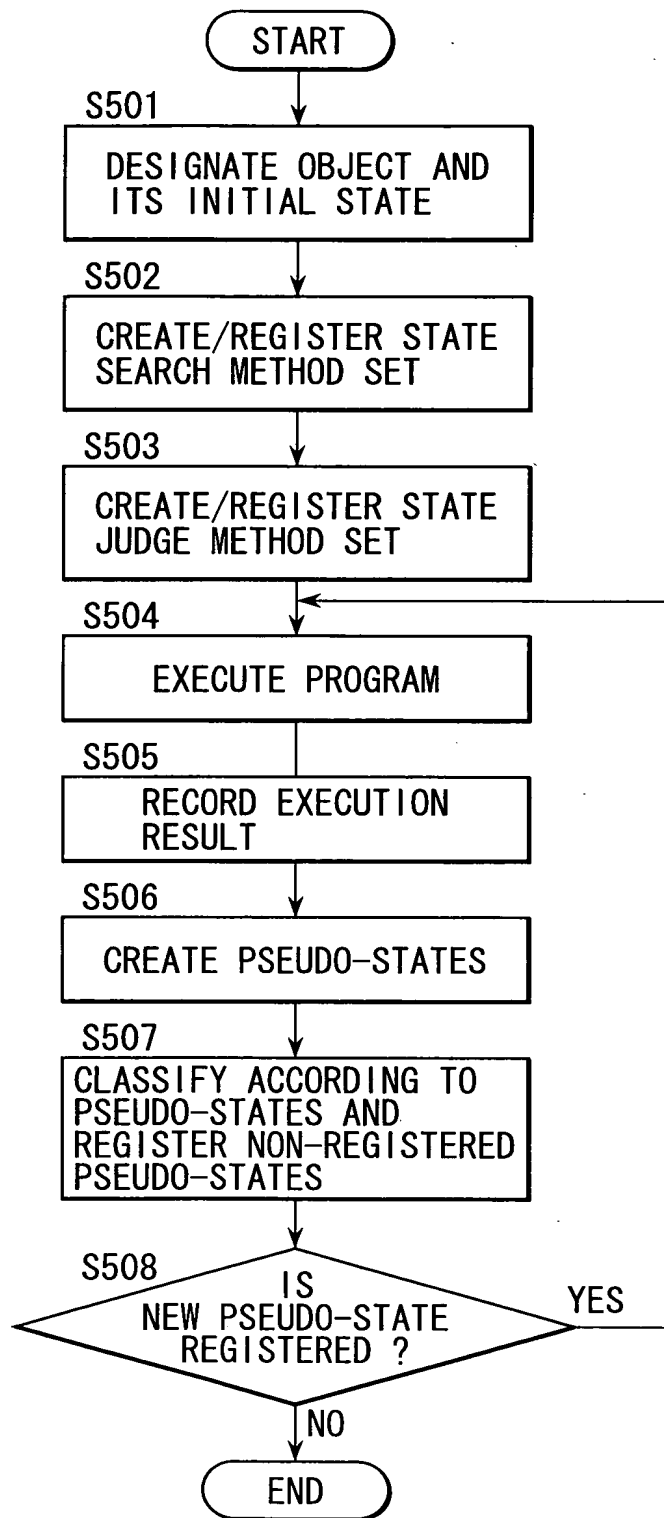 START
S501
DESIGNATE OBJECT AND
ITS INITIAL STATE
S502
CREATE/REGISTER STATE
SEARCH METHOD SET
S503
CREATE/REGISTER STATE
JUDGE METHOD SET
S504
EXECUTE PROGRAM
S505
RECORD EXECUTION
RESULT
S506
CREATE PSEUDO-STATES
S507
CLASSIFY ACCORDING TO
PSEUDO-STATES AND
REGISTER NON-REGISTERED
PSEUDO-STATES
S508
IS
NEW PSEUDO-STATE
REGISTERED ?
YES
NO
END